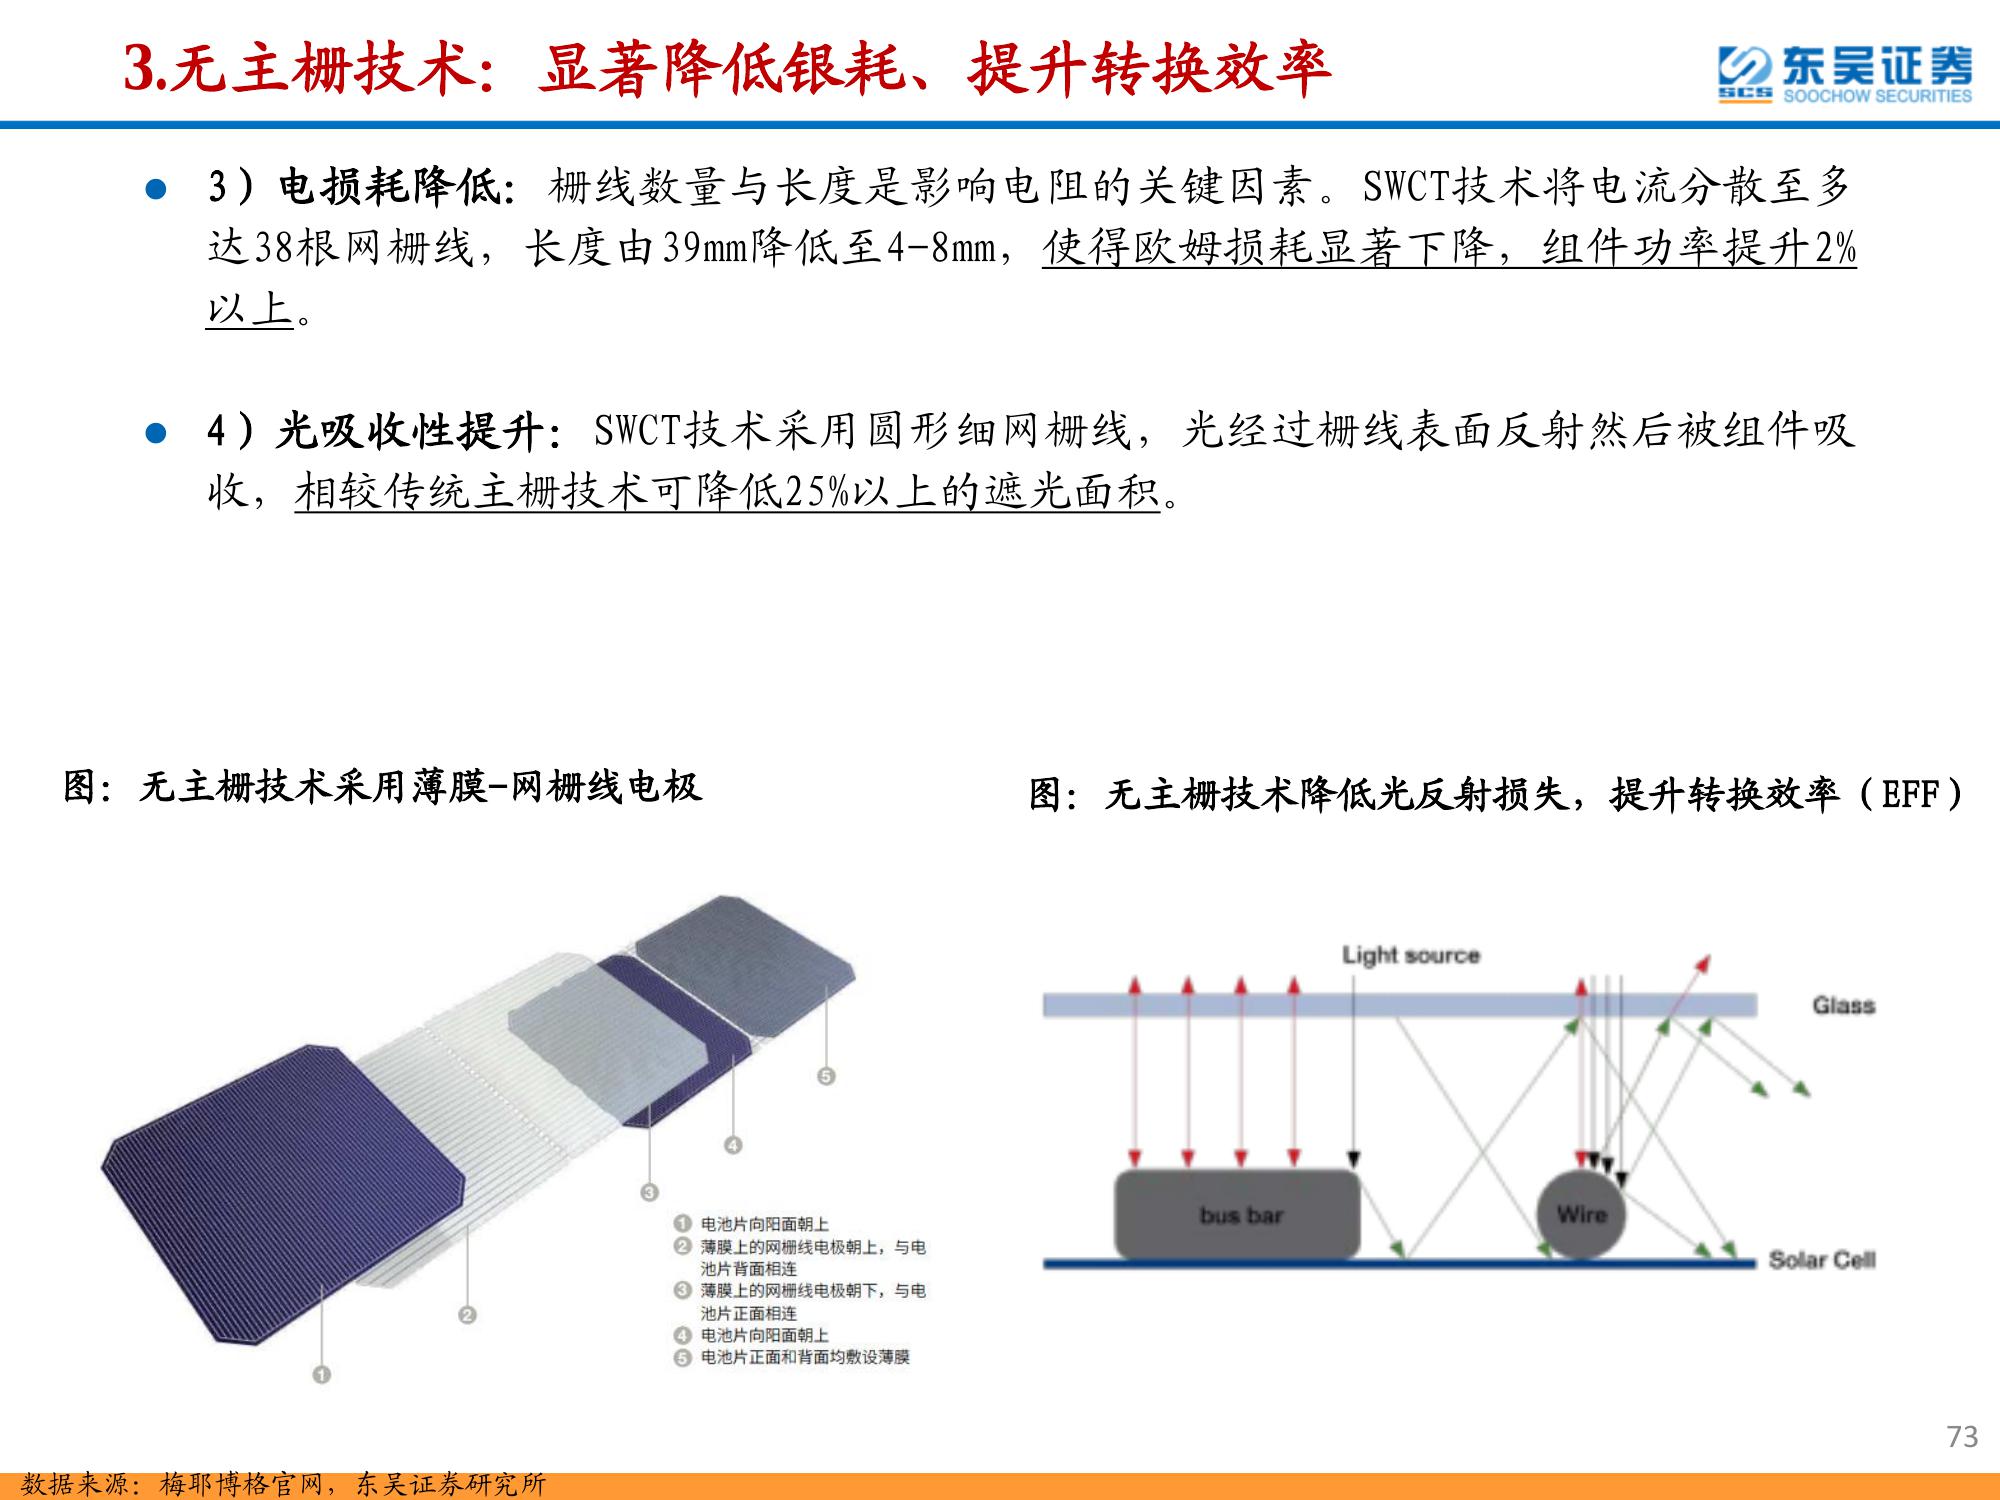 3.无主栅技术：显著降低银耗、提升转换效率
东吴证券
SCS
SOOCHOW SECURITIES
3）电损耗降低：栅线数量与长度是影响电阻的关键因素。SWCT技术将电流分散至多
达38根网栅线，长度由39mm降低至4-8mm，使得欧姆损耗显著下降，组件功率提升2%
以上。
4）光吸收性提升：SWCT技术采用圆形细网栅线，光经过栅线表面反射然后被组件吸
收，相较传统主栅技术可降低25%以上的遮光面积。
图：无主栅技术采用薄膜-网栅线电极
5
4
3
2
1
1 电池片向阳面朝上
2 薄膜上的网栅线电极朝上，与电
池片背面相连
3 薄膜上的网栅线电极朝下，与电
池片正面相连
4 电池片向阳面朝上
5 电池片正面和背面均敷设薄膜
图：无主栅技术降低光反射损失，提升转换效率（EFF）
Light source
Glass
bus bar
Wire
Solar Cell
73
数据来源：梅耶博格官网，东吴证券研究所